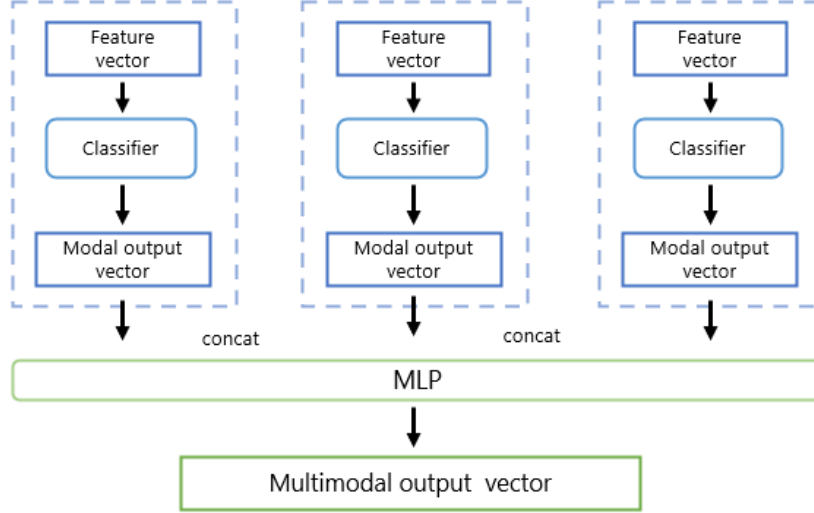 Feature
vector
Feature
vector
Feature
vector
Classifier
Classifier
Classifier
Modal output
vector
Modal output
vector
Modal output
vector
concat
concat
MLP
Multimodal output vector